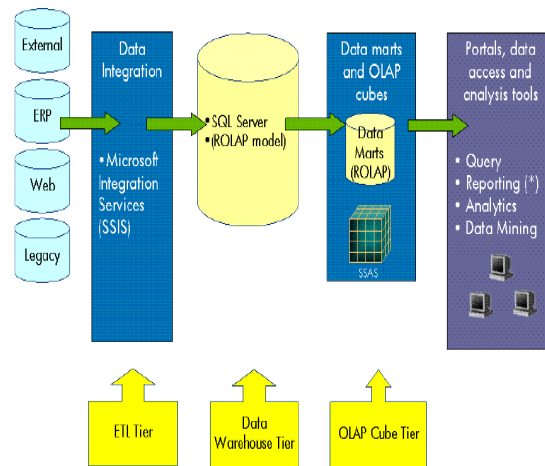 External
ERP
Web
Legacy
Data
Integration
• Microsoft
Integration
Services
(SSIS)
• SQL Server
• (ROLAP model)
Data marts
and OLAP
cubes
Data
Marts
(ROLAP)
SSAS
Portals, data
access and
analysis tools
• Query
• Reporting (*)
• Analytics
• Data Mining
ETL Tier
Data
Warehouse Tier
OLAP Cube Tier